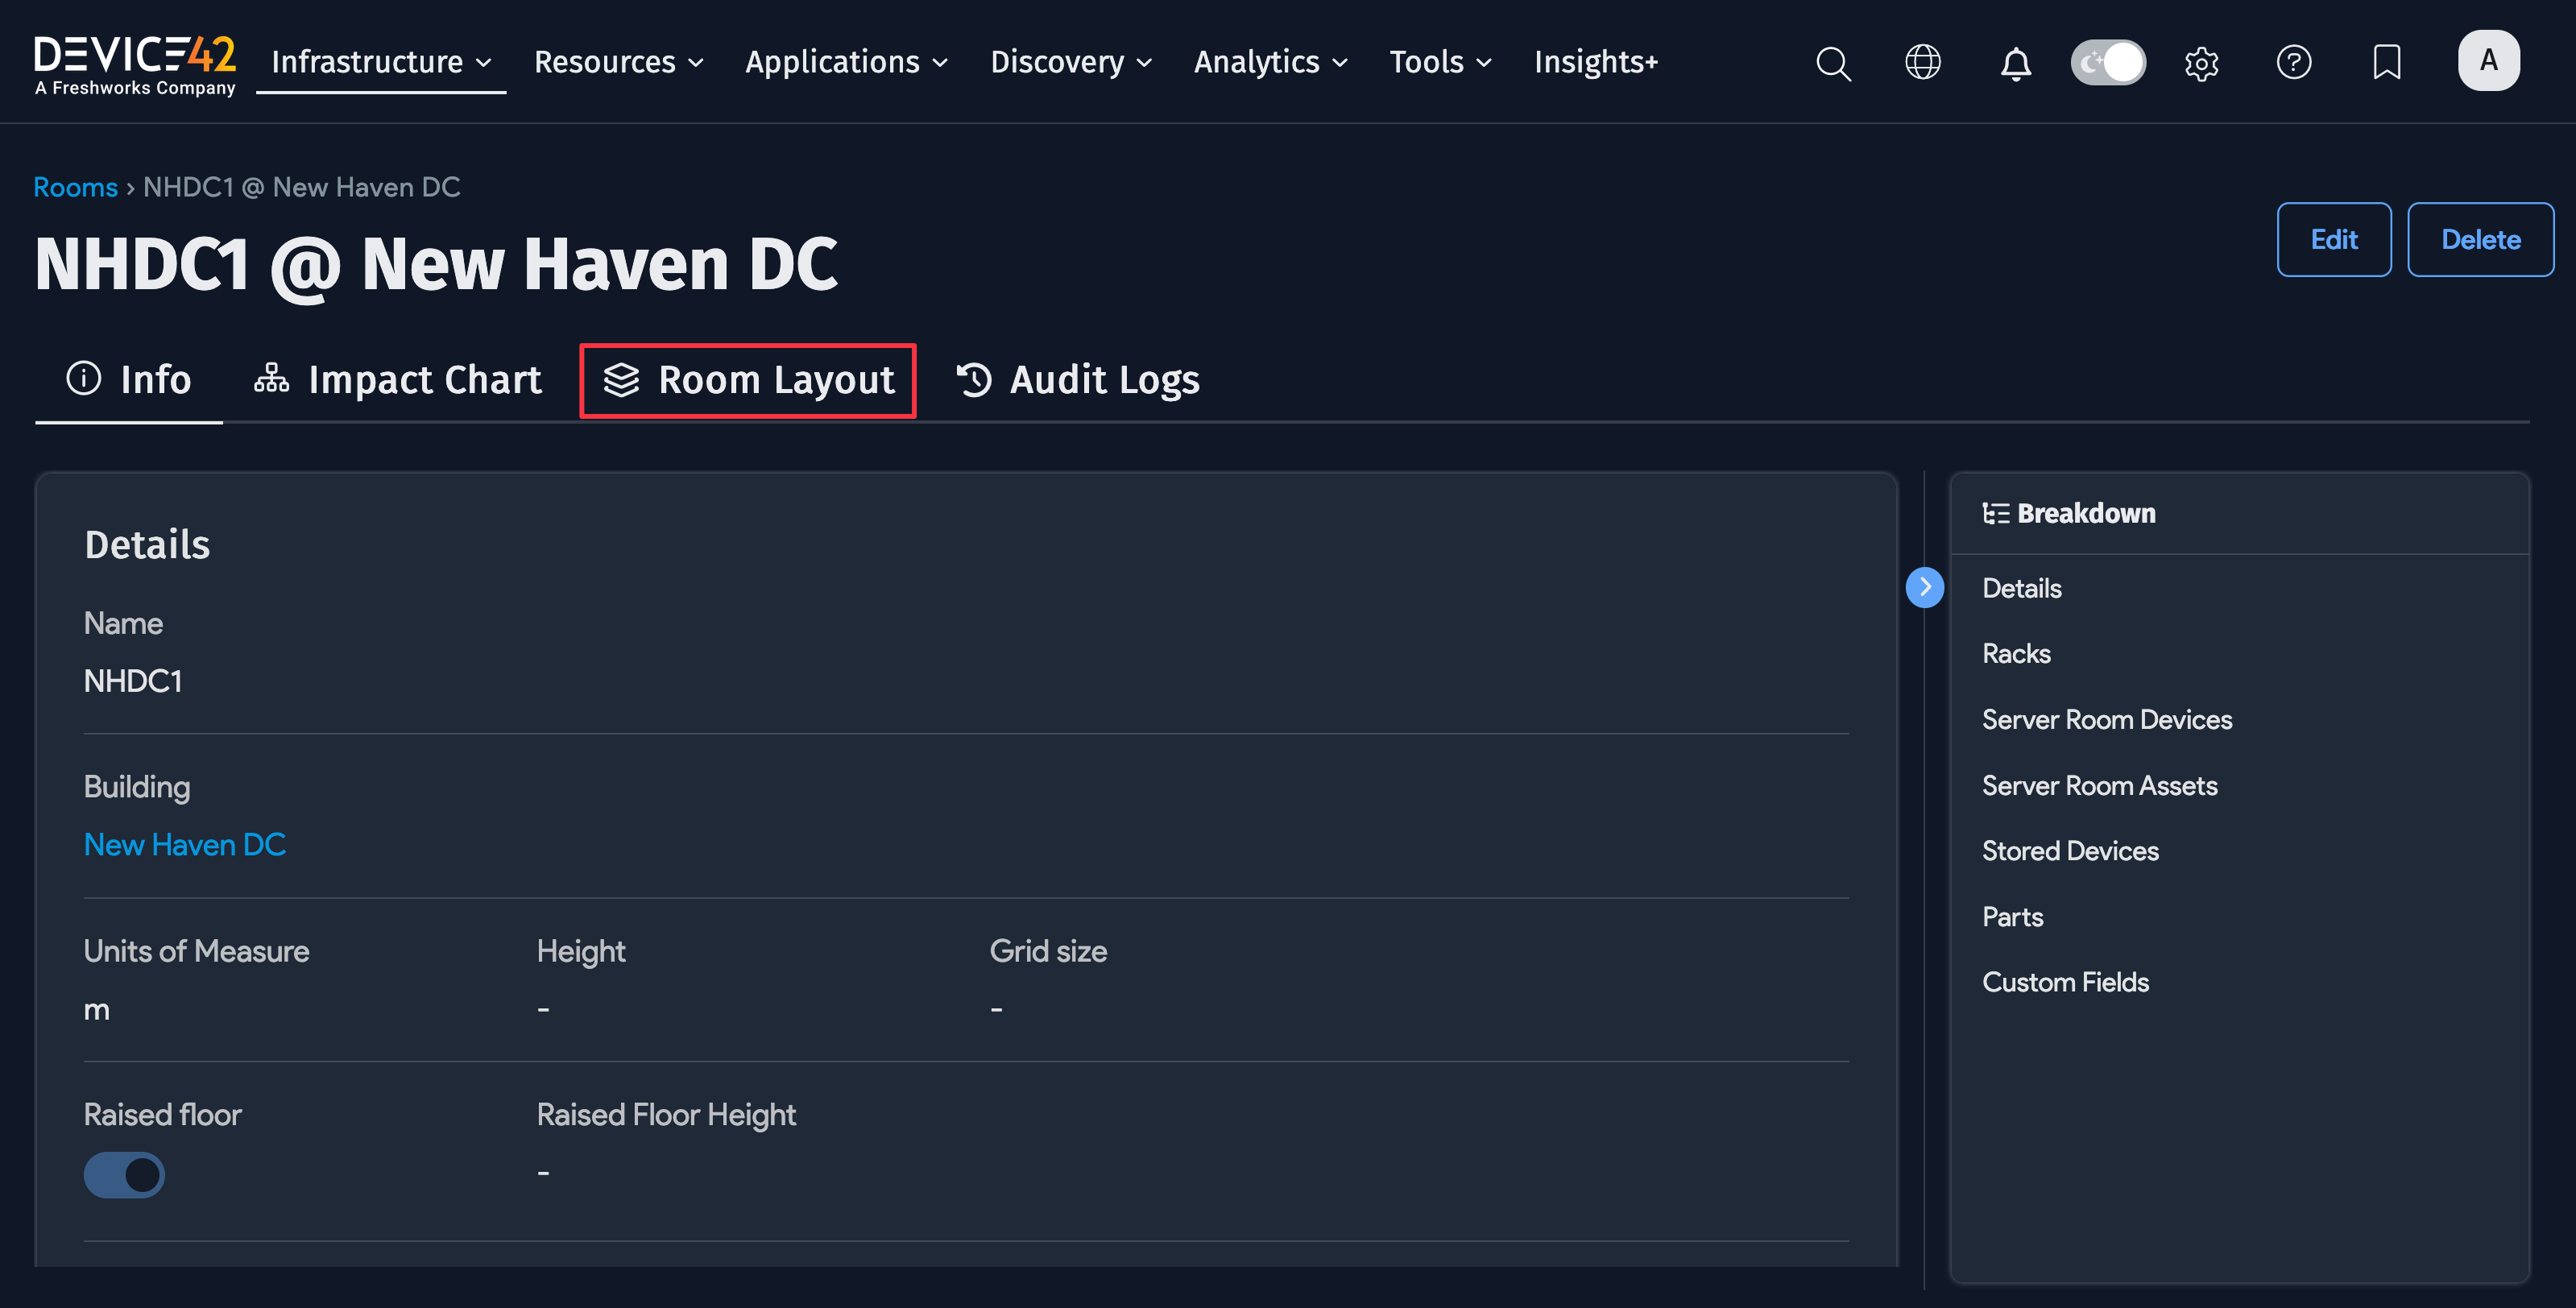 DEVICE42
A Freshworks Company
Infrastructure Resources Applications Discovery Analytics Tools Insights+
A
Rooms › NHDC1 @ New Haven DC
NHDC1 @ New Haven DC
Edit Delete
Info Impact Chart Room Layout Audit Logs
Details
Name
NHDC1
Building
New Haven DC
Units of Measure Height Grid size
m - -
Raised floor Raised Floor Height
-
Breakdown
Details
Racks
Server Room Devices
Server Room Assets
Stored Devices
Parts
Custom Fields